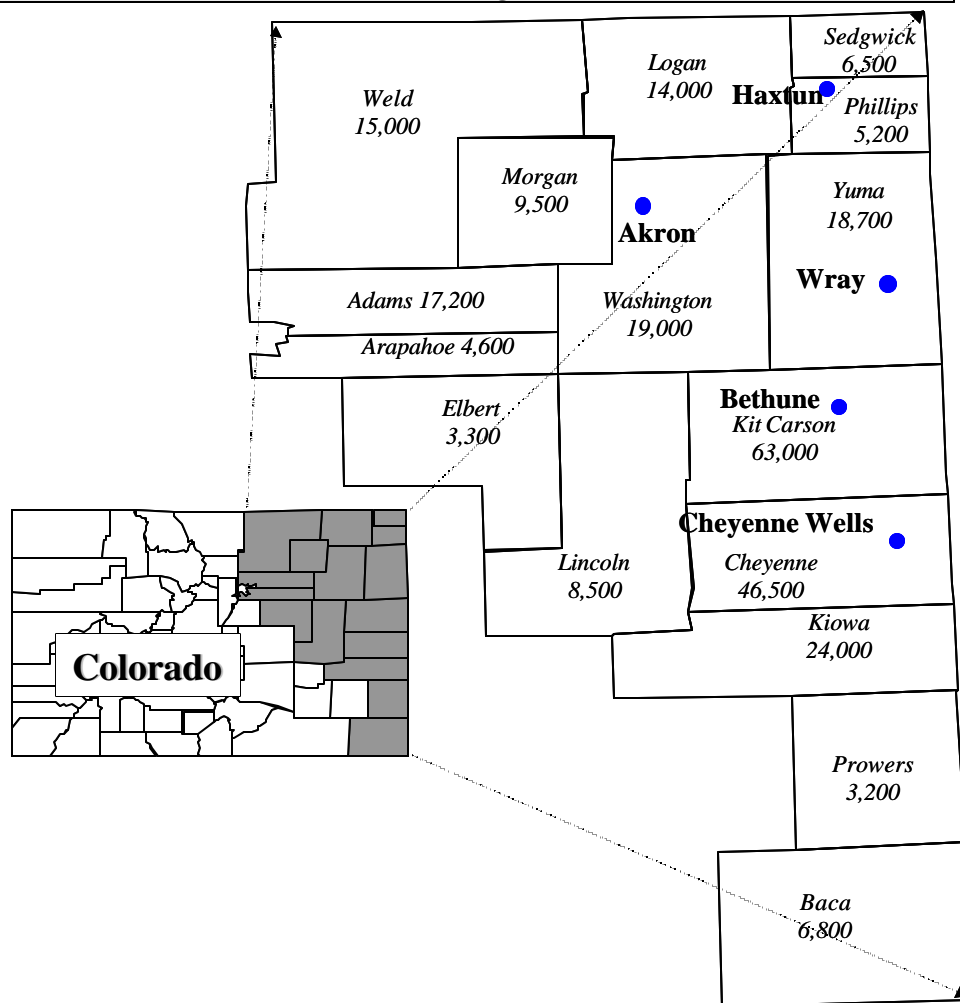 Sedgwick
6,500
Logan
14,000
Haxtun
Weld
15,000
Phillips
5,200
Morgan
9,500
Yuma
18,700
Akron
Wray
Adams 17,200
Washington
19,000
Arapahoe 4,600
Elbert
3,300
Bethune
Kit Carson
63,000
Cheyenne Wells
Lincoln
8,500
Cheyenne
46,500
Kiowa
24,000
Colorado
Prowers
3,200
Baca
6,800